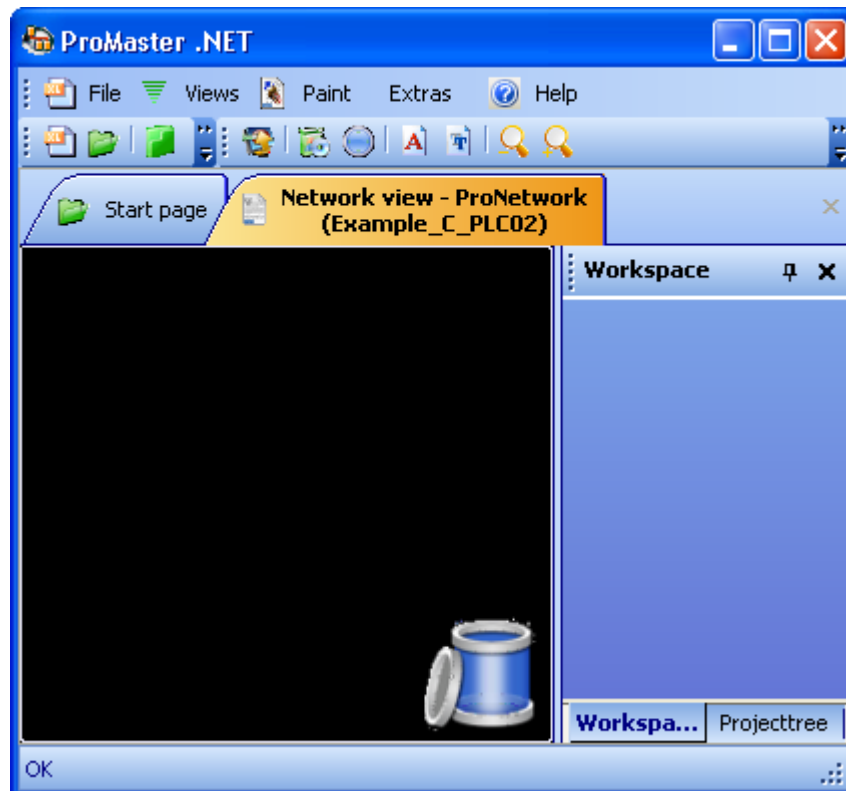 ProMaster .NET
File Views Paint Extras Help
Start page
Network view - ProNetwork
(Example_C_PLC02)
Workspace
Workspa... Projecttree
OK